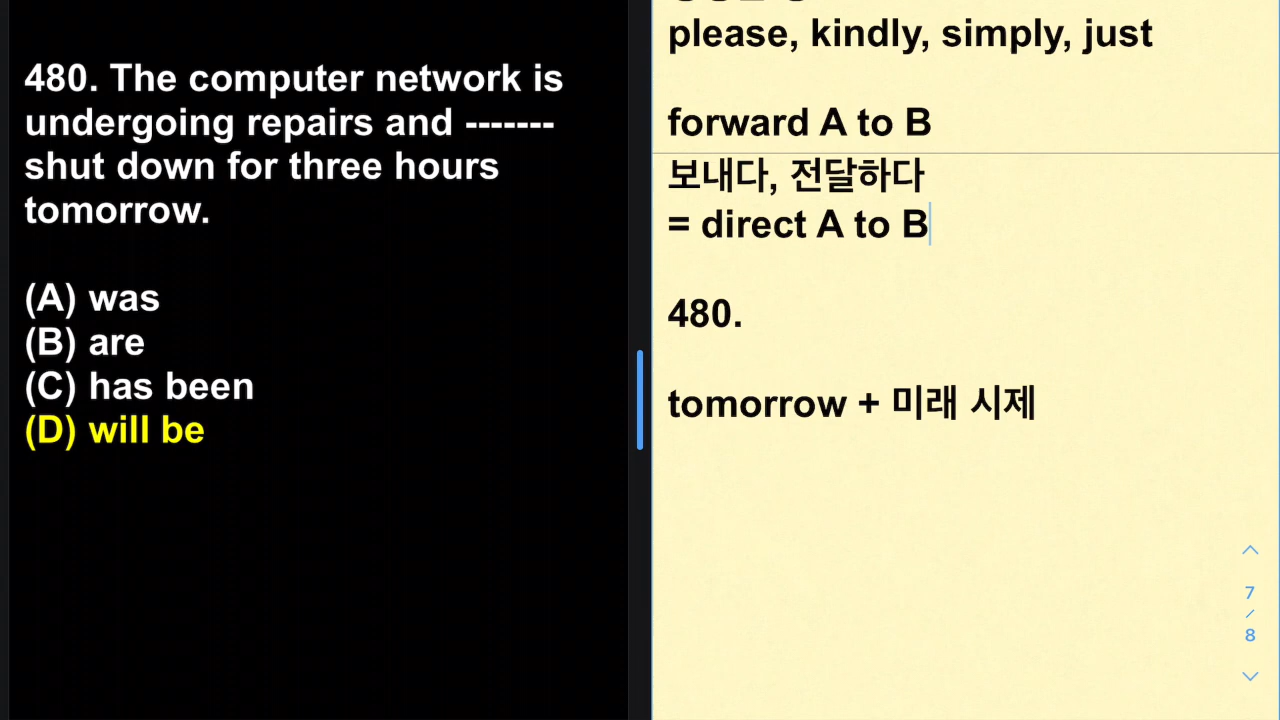 480. The computer network is
undergoing repairs and -------
shut down for three hours
tomorrow.
(A) was
(B) are
(C) has been
(D) will be
please, kindly, simply, just
forward A to B
보내다, 전달하다
= direct A to B
480.
tomorrow + 미래 시제
7
/
8